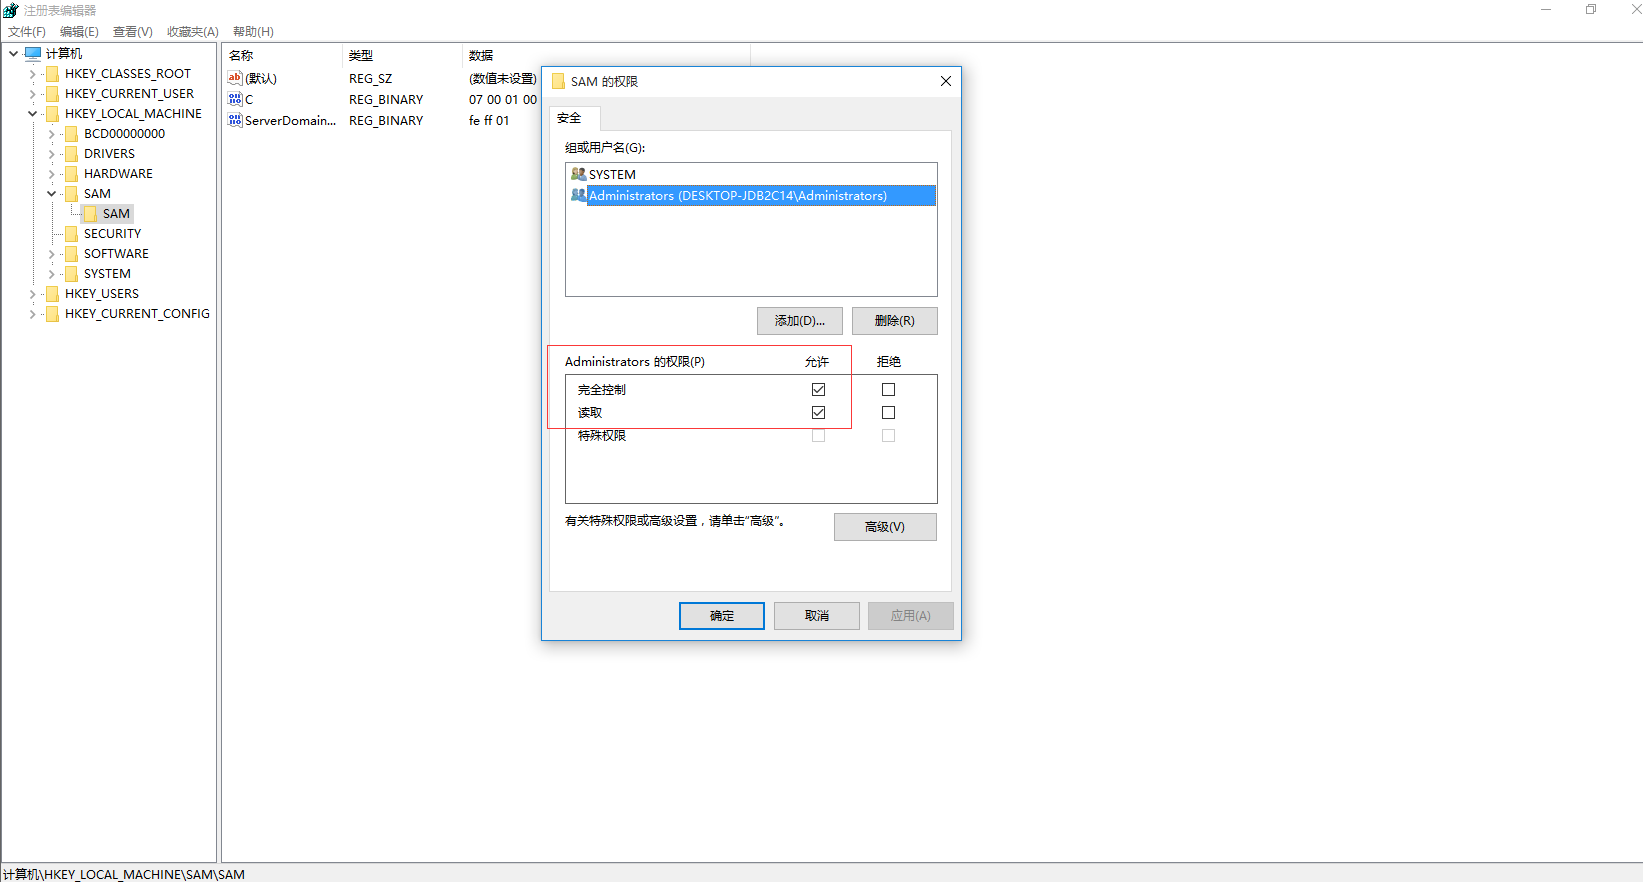 注册表编辑器
文件(F) 编辑(E) 查看(V) 收藏夹(A) 帮助(H)
计算机
HKEY_CLASSES_ROOT
HKEY_CURRENT_USER
HKEY_LOCAL_MACHINE
BCD00000000
DRIVERS
HARDWARE
SAM
SAM
SECURITY
SOFTWARE
SYSTEM
HKEY_USERS
HKEY_CURRENT_CONFIG
名称 类型 数据
(默认) REG_SZ (数值未设置)
C REG_BINARY 07 00 01 00
ServerDomain... REG_BINARY fe ff 01
SAM 的权限
安全
组或用户名(G):
SYSTEM
Administrators (DESKTOP-JDB2C14\Administrators)
添加(D)... 删除(R)
Administrators 的权限(P) 允许 拒绝
完全控制
读取
特殊权限
有关特殊权限或高级设置，请单击"高级"。
高级(V)
确定 取消 应用(A)
计算机\HKEY_LOCAL_MACHINE\SAM\SAM